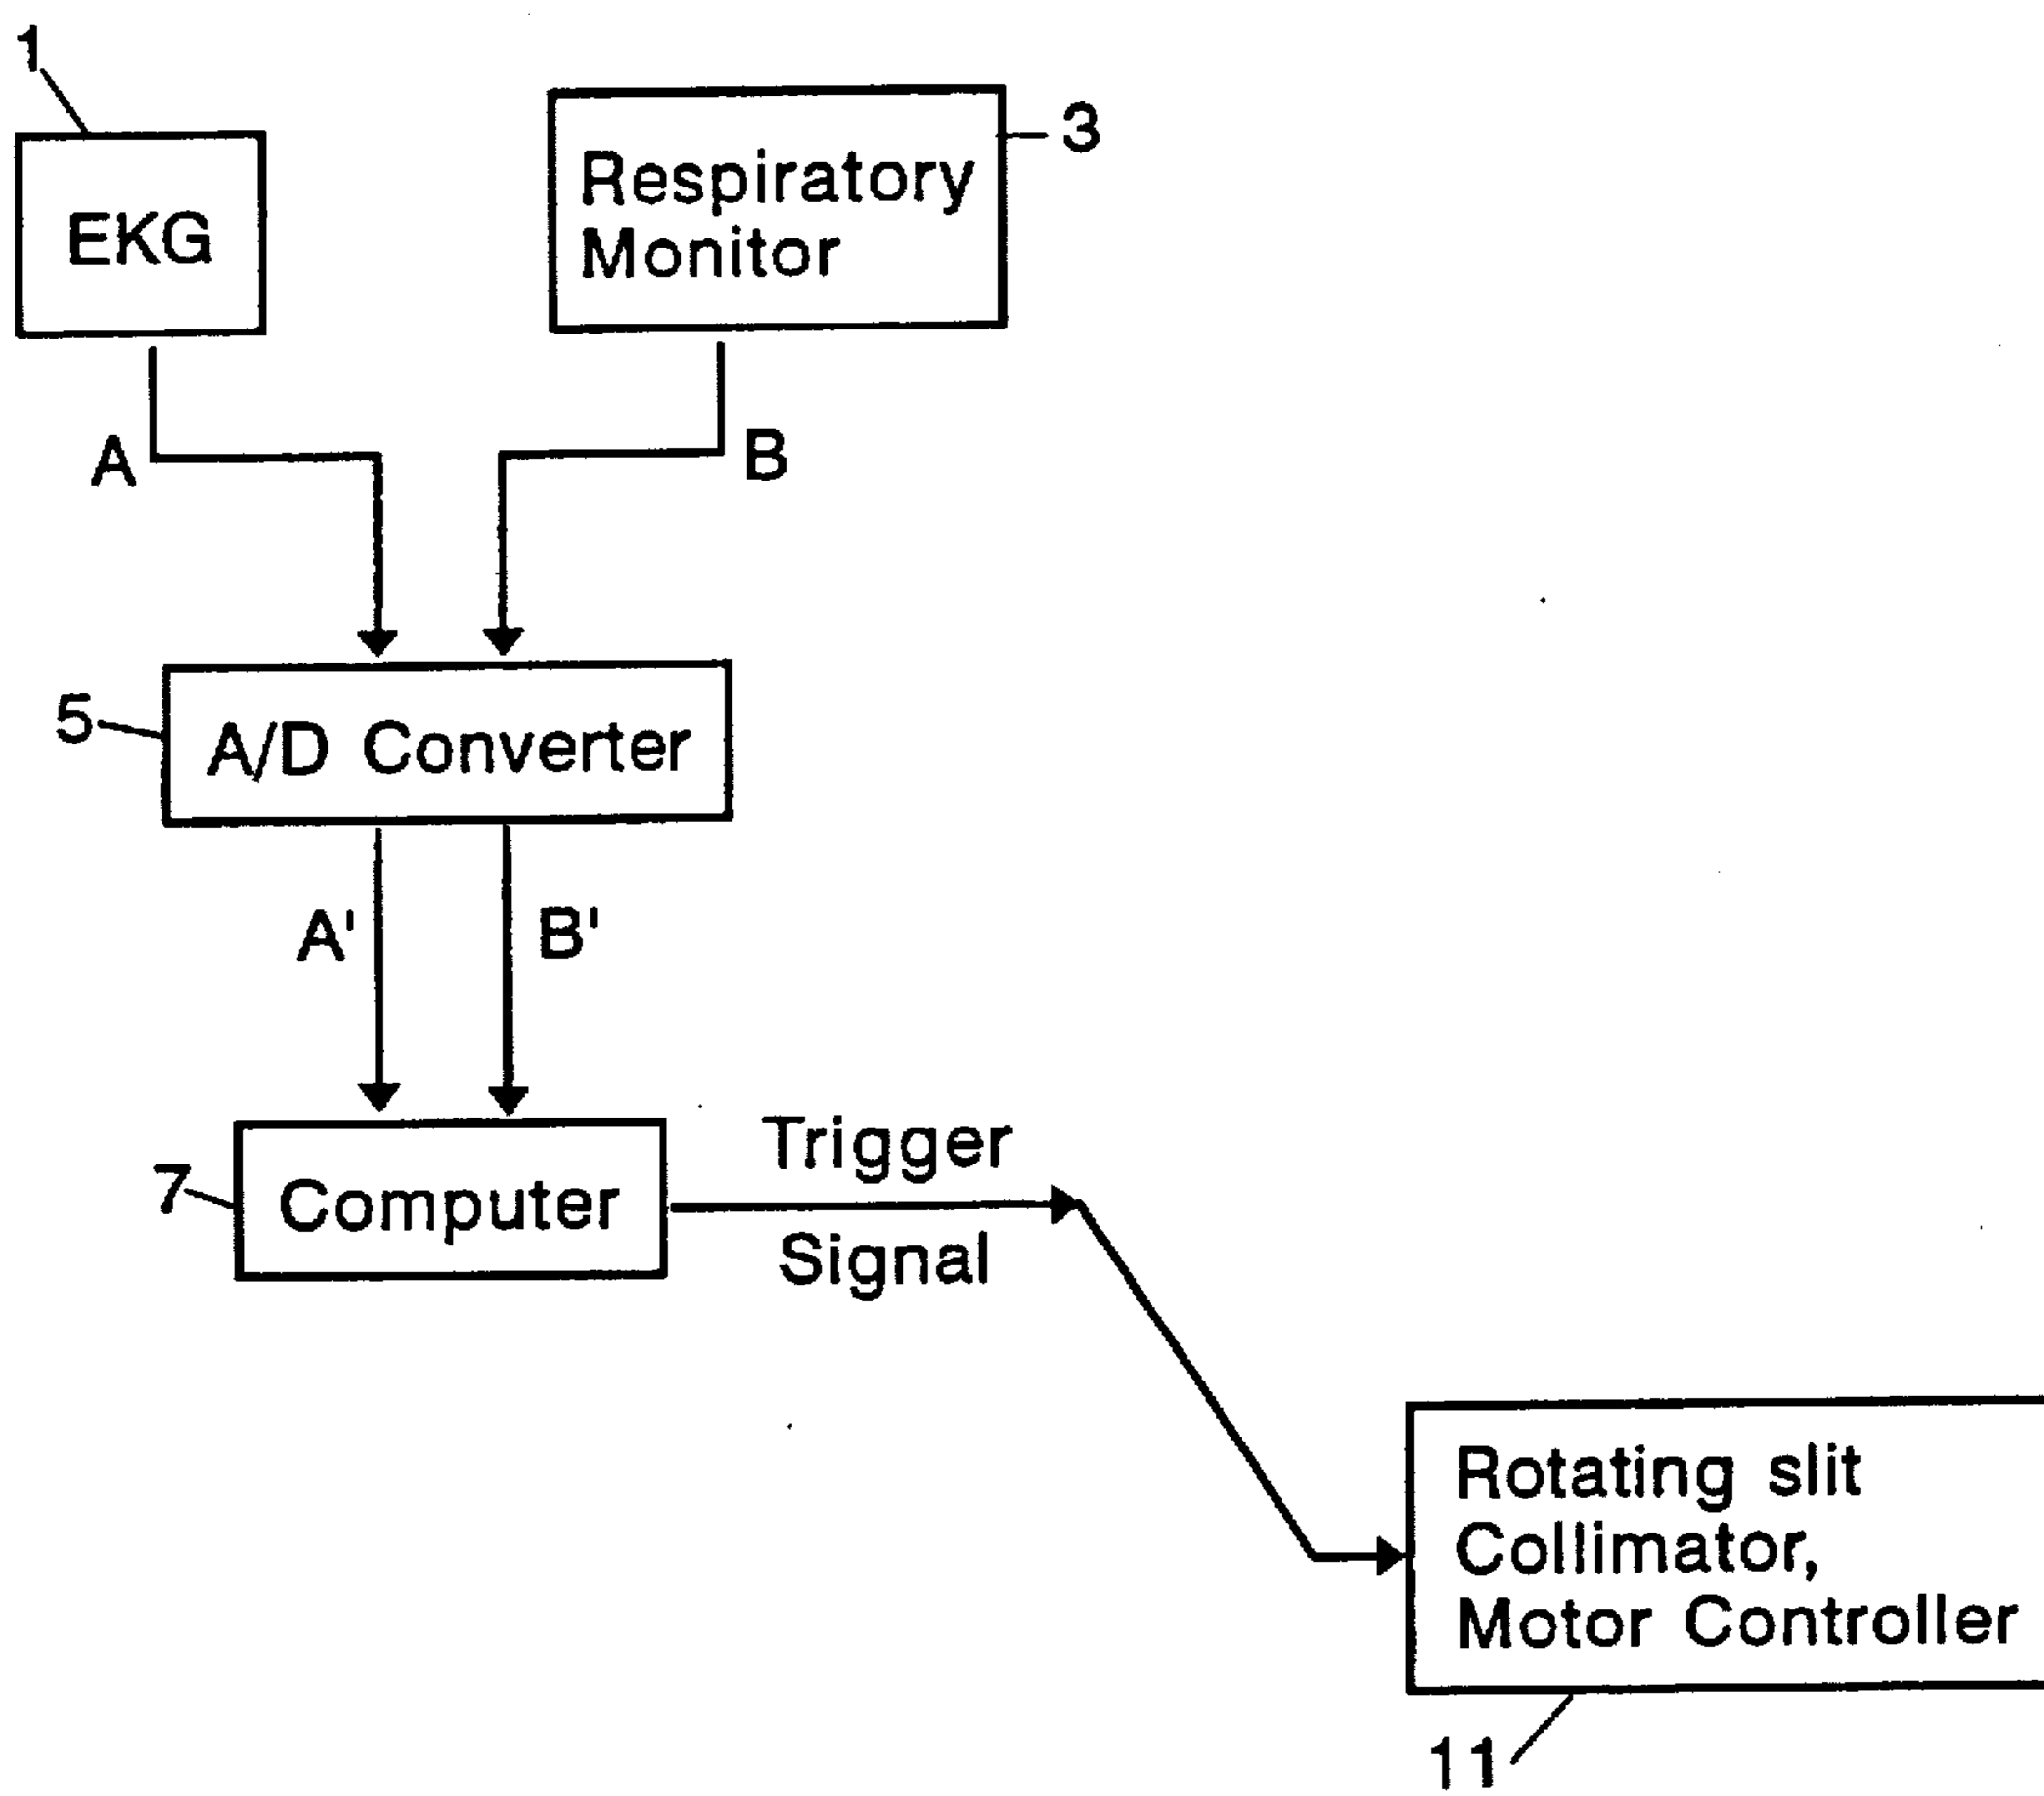 1
3
EKG
Respiratory
Monitor
A
B
5
A/D Converter
A'
B'
7
Computer
Trigger
Signal
Rotating slit
Collimator,
Motor Controller
11